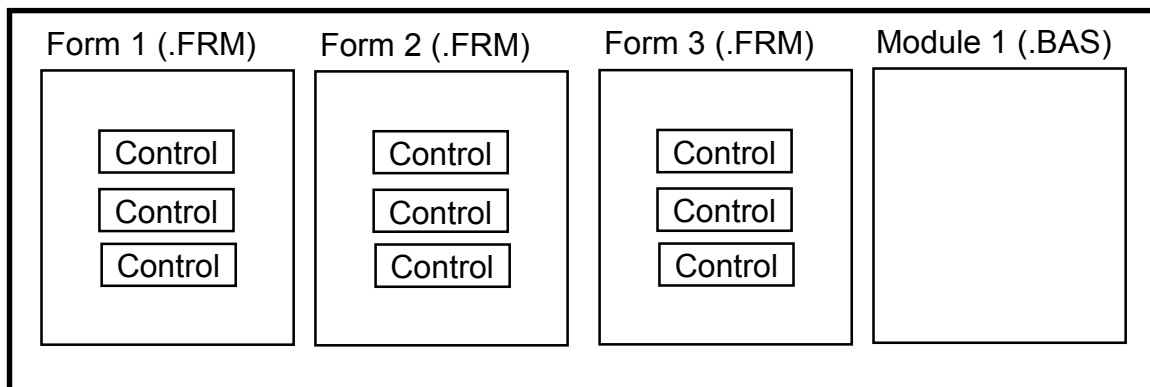 Form 1 (.FRM) Form 2 (.FRM) Form 3 (.FRM) Module 1 (.BAS)
Control Control Control
Control Control Control
Control Control Control